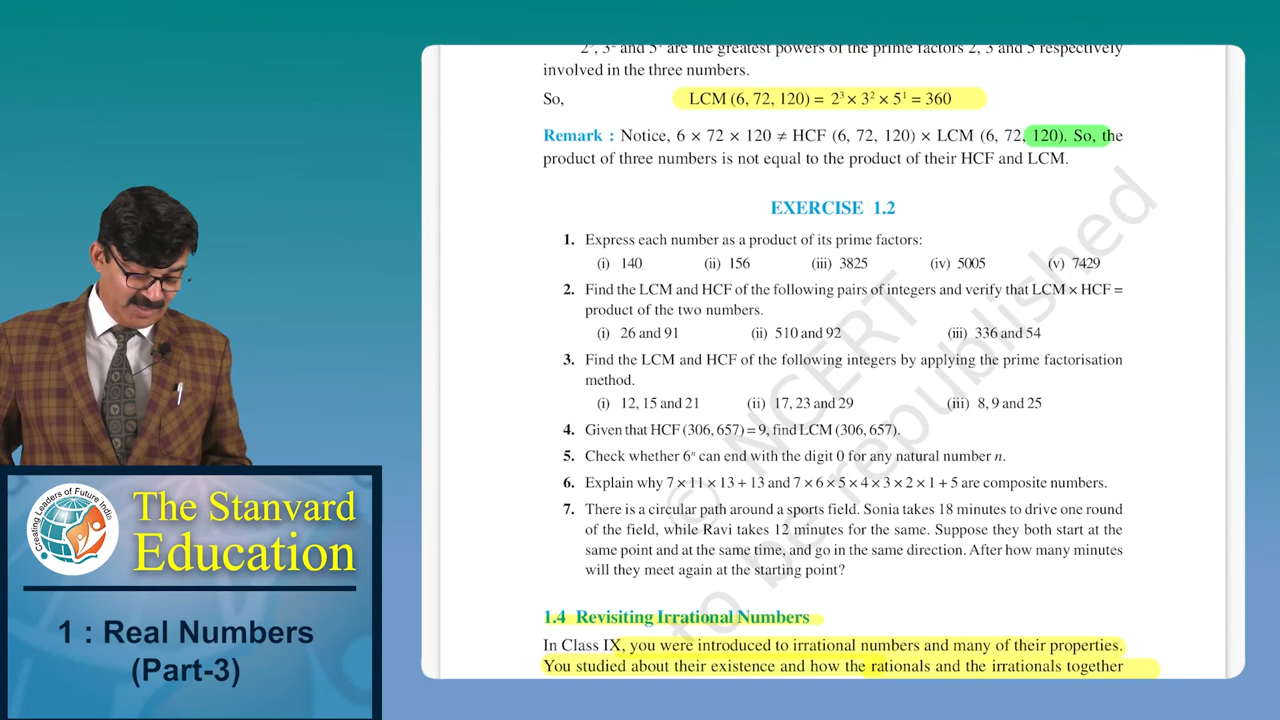 2³, 3² and 5¹ are the greatest powers of the prime factors 2, 3 and 5 respectively
involved in the three numbers.
So, LCM (6, 72, 120) = 2³ × 3² × 5¹ = 360
Remark : Notice, 6 × 72 × 120 ≠ HCF (6, 72, 120) × LCM (6, 72, 120). So, the
product of three numbers is not equal to the product of their HCF and LCM.
EXERCISE 1.2
1. Express each number as a product of its prime factors:
(i) 140 (ii) 156 (iii) 3825 (iv) 5005 (v) 7429
2. Find the LCM and HCF of the following pairs of integers and verify that LCM × HCF =
product of the two numbers.
(i) 26 and 91 (ii) 510 and 92 (iii) 336 and 54
3. Find the LCM and HCF of the following integers by applying the prime factorisation
method.
(i) 12, 15 and 21 (ii) 17, 23 and 29 (iii) 8, 9 and 25
4. Given that HCF (306, 657) = 9, find LCM (306, 657).
5. Check whether 6ⁿ can end with the digit 0 for any natural number n.
6. Explain why 7 × 11 × 13 + 13 and 7 × 6 × 5 × 4 × 3 × 2 × 1 + 5 are composite numbers.
7. There is a circular path around a sports field. Sonia takes 18 minutes to drive one round
of the field, while Ravi takes 12 minutes for the same. Suppose they both start at the
same point and at the same time, and go in the same direction. After how many minutes
will they meet again at the starting point?
1.4 Revisiting Irrational Numbers
In Class IX, you were introduced to irrational numbers and many of their properties.
You studied about their existence and how the rationals and the irrationals together
© NCERT
to be republished
Creating Leaders of Future India
The Stanvard
Education
1 : Real Numbers
(Part-3)